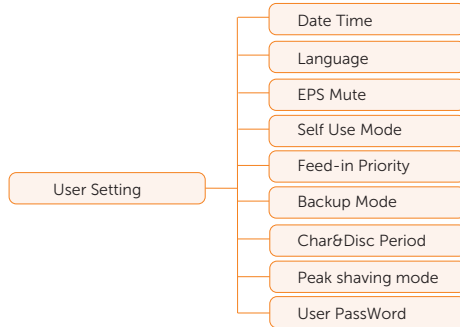 Date Time
Language
EPS Mute
Self Use Mode
Feed-in Priority
User Setting
Backup Mode
Char&Disc Period
Peak shaving mode
User PassWord